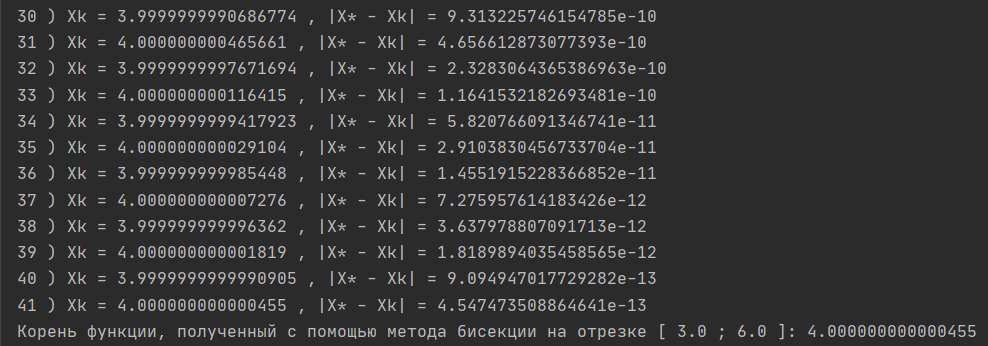 30 ) Xk = 3.9999999990686774 , |X* - Xk| = 9.313225746154785e-10
31 ) Xk = 4.000000000465661 , |X* - Xk| = 4.656612873077393e-10
32 ) Xk = 3.9999999997671694 , |X* - Xk| = 2.3283064365386963e-10
33 ) Xk = 4.000000000116415 , |X* - Xk| = 1.1641532182693481e-10
34 ) Xk = 3.9999999999417923 , |X* - Xk| = 5.820766091346741e-11
35 ) Xk = 4.000000000029104 , |X* - Xk| = 2.9103830456733704e-11
36 ) Xk = 3.999999999985448 , |X* - Xk| = 1.4551915228366852e-11
37 ) Xk = 4.000000000007276 , |X* - Xk| = 7.275957614183426e-12
38 ) Xk = 3.999999999996362 , |X* - Xk| = 3.637978807091713e-12
39 ) Xk = 4.000000000001819 , |X* - Xk| = 1.8189894035458565e-12
40 ) Xk = 3.9999999999990905 , |X* - Xk| = 9.094947017729282e-13
41 ) Xk = 4.000000000000455 , |X* - Xk| = 4.547473508864641e-13
Корень функции, полученный с помощью метода бисекции на отрезке [ 3.0 ; 6.0 ]: 4.000000000000455